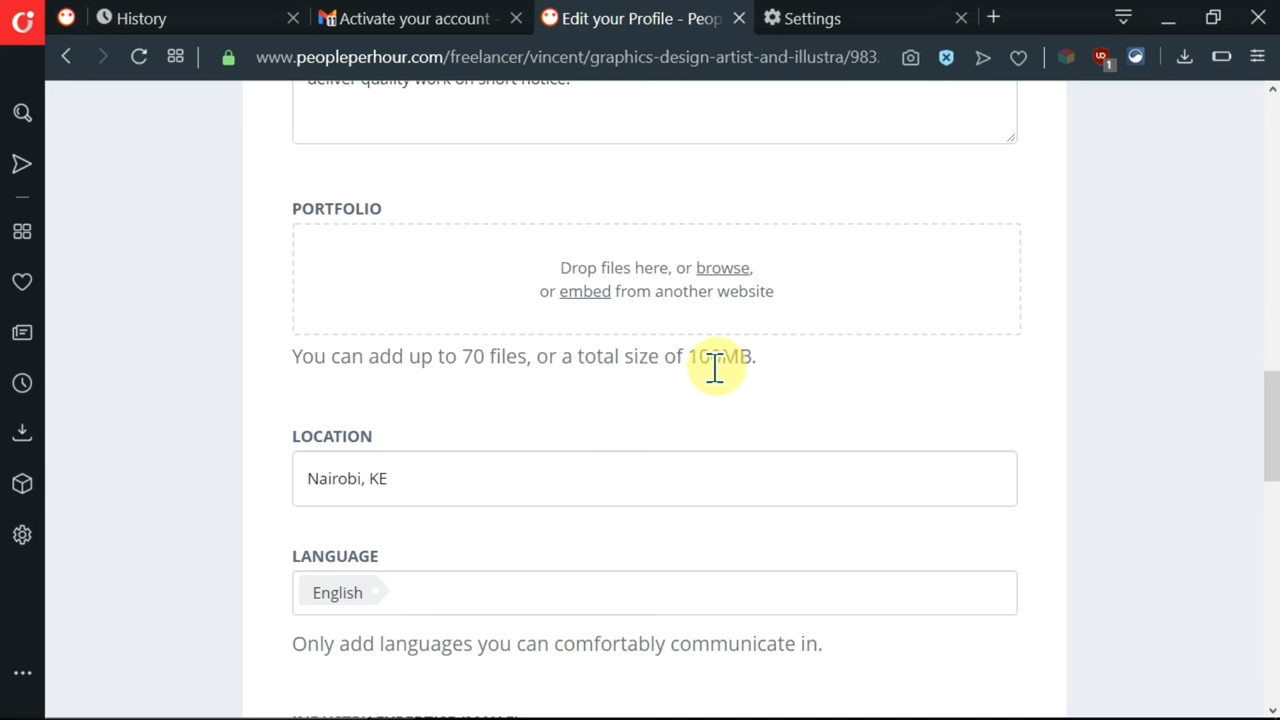 History
Activate your account
Edit your Profile - Peop
Settings
www.peopleperhour.com/freelancer/vincent/graphics-design-artist-and-illustra/983.
1
deliver quality work on short notice.
PORTFOLIO
Drop files here, or browse,
or embed from another website
You can add up to 70 files, or a total size of 100MB.
LOCATION
Nairobi, KE
LANGUAGE
English
Only add languages you can comfortably communicate in.